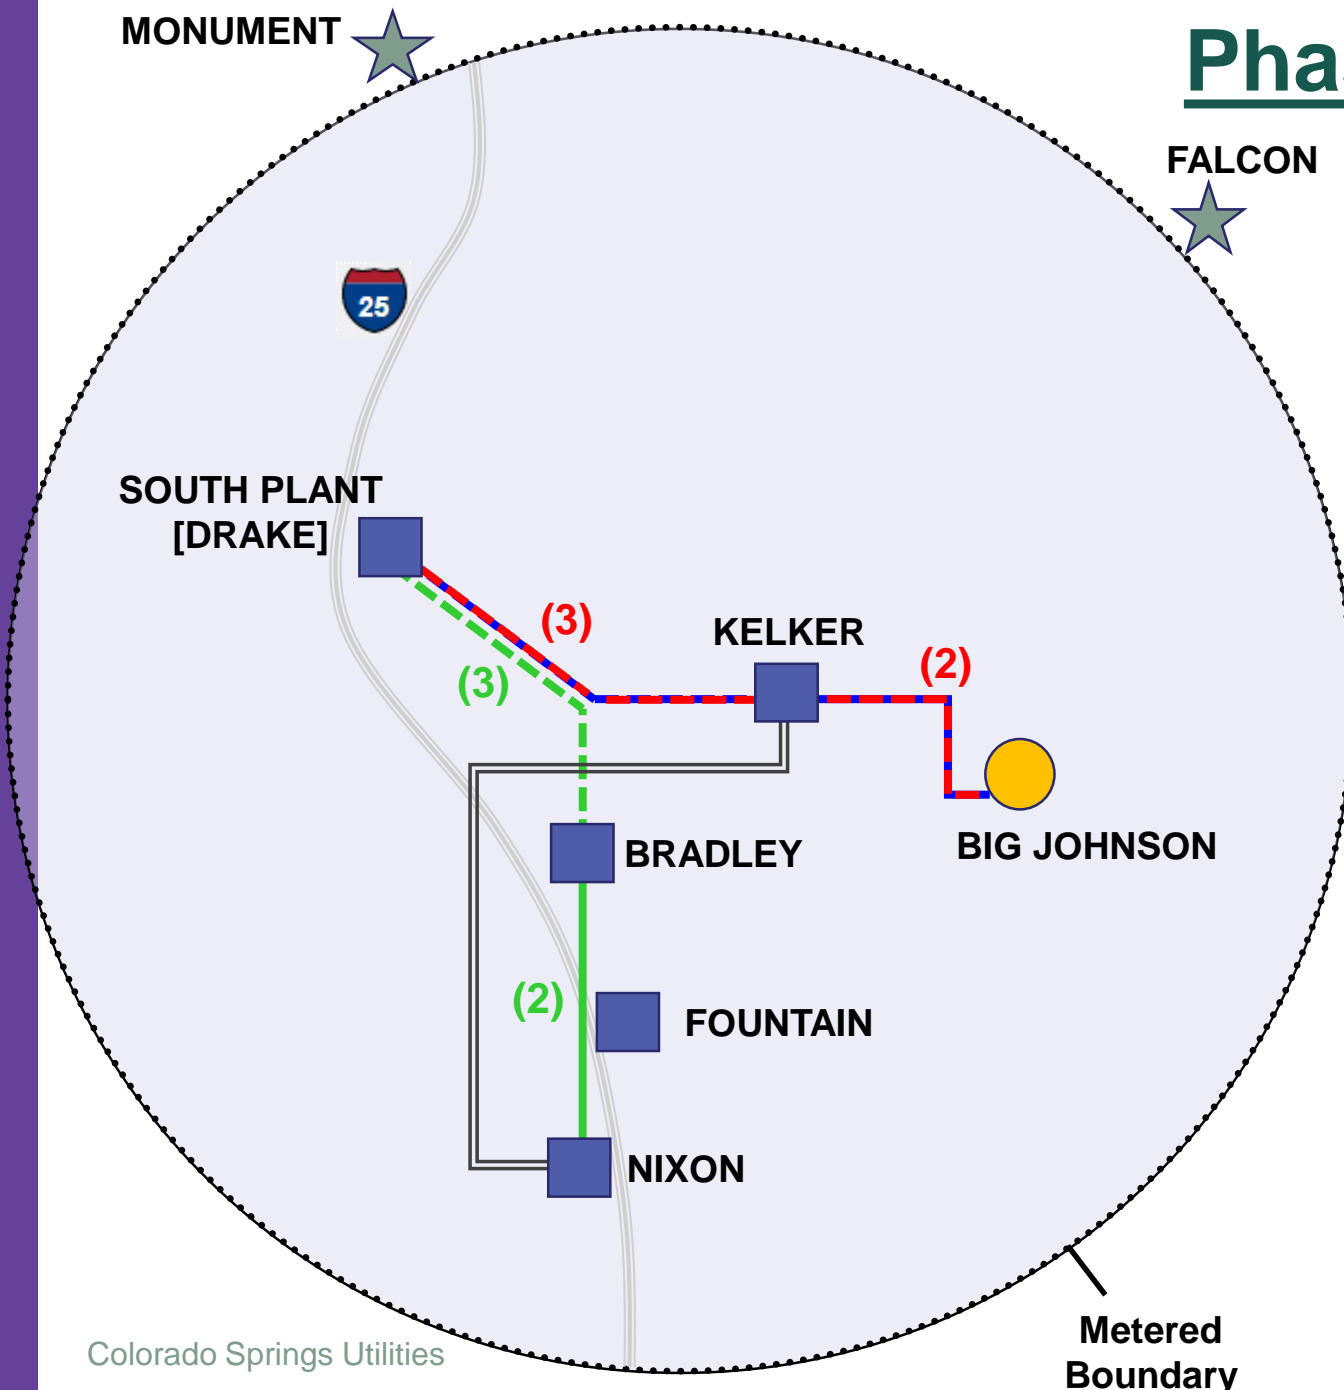 MONUMENT
FALCON
25
SOUTH PLANT
[DRAKE]
(3)
(3)
KELKER
(2)
BRADLEY
BIG JOHNSON
(2)
FOUNTAIN
NIXON
Metered
Boundary
Colorado Springs Utilities